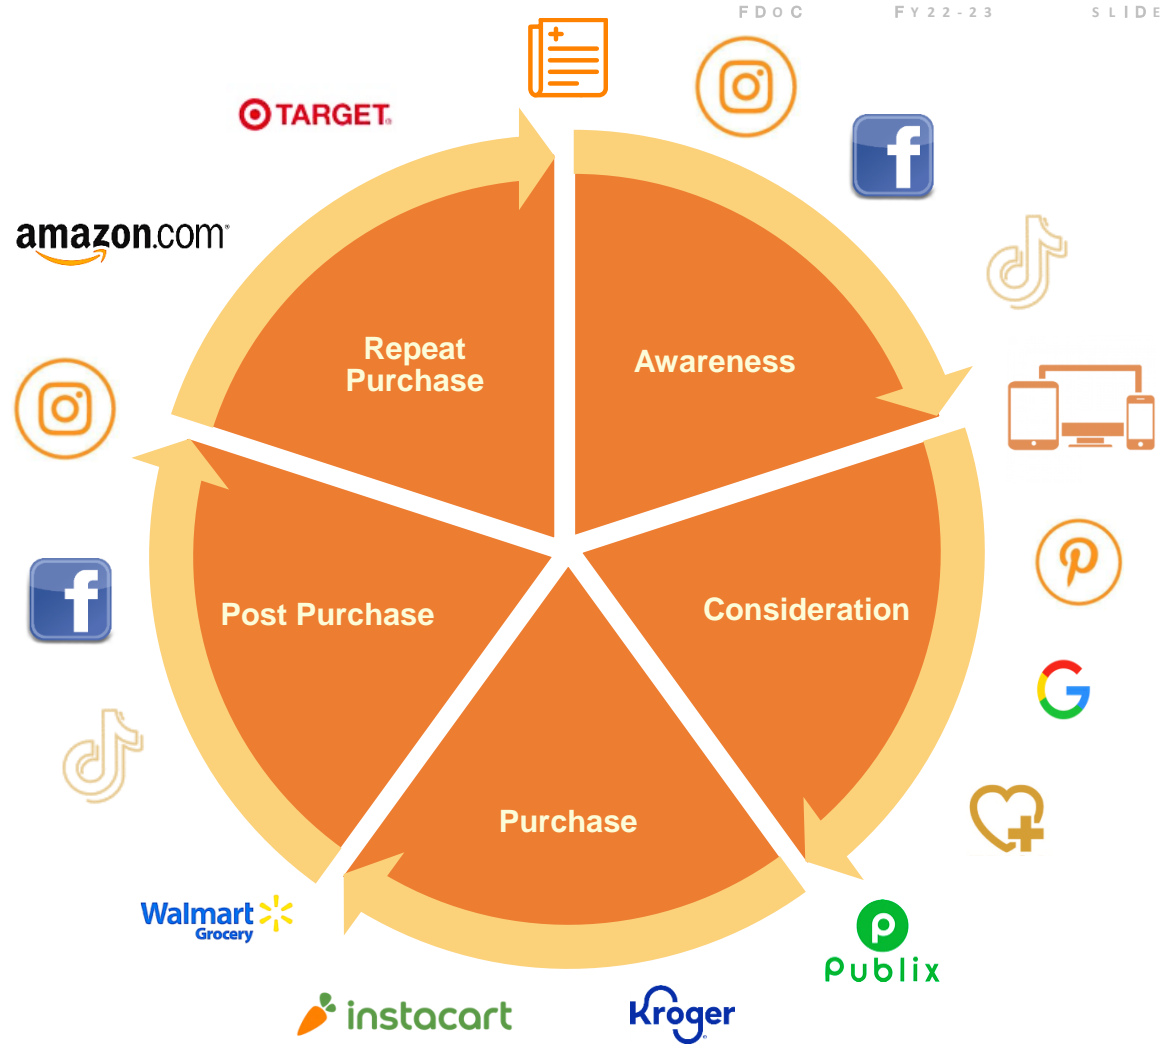 FDOC FY22-23 SLIDE
TARGET
amazon.com
Repeat
Purchase
Awareness
Post Purchase
Consideration
Purchase
Walmart
Grocery
Publix
instacart
Kroger